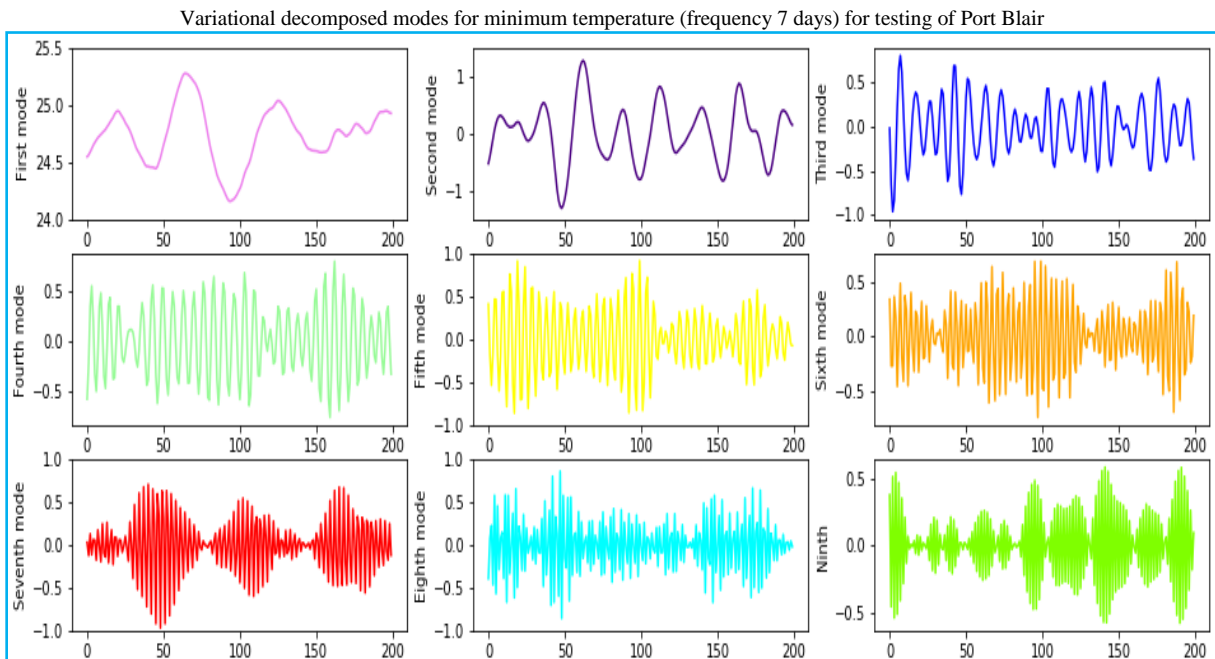 Variational decomposed modes for minimum temperature (frequency 7 days) for testing of Port Blair
First mode
25.5
25.0
24.5
24.0
0 50 100 150 200
Second mode
1
0
−1
0 50 100 150 200
Third mode
0.5
0.0
−0.5
−1.0
0 50 100 150 200
Fourth mode
0.5
0.0
−0.5
0 50 100 150 200
Fifth mode
1.0
0.5
0.0
−0.5
−1.0
0 50 100 150 200
Sixth mode
0.5
0.0
−0.5
0 50 100 150 200
Seventh mode
1.0
0.5
0.0
−0.5
−1.0
0 50 100 150 200
Eighth mode
1.0
0.5
0.0
−0.5
−1.0
0 50 100 150 200
Ninth
0.5
0.0
−0.5
0 50 100 150 200